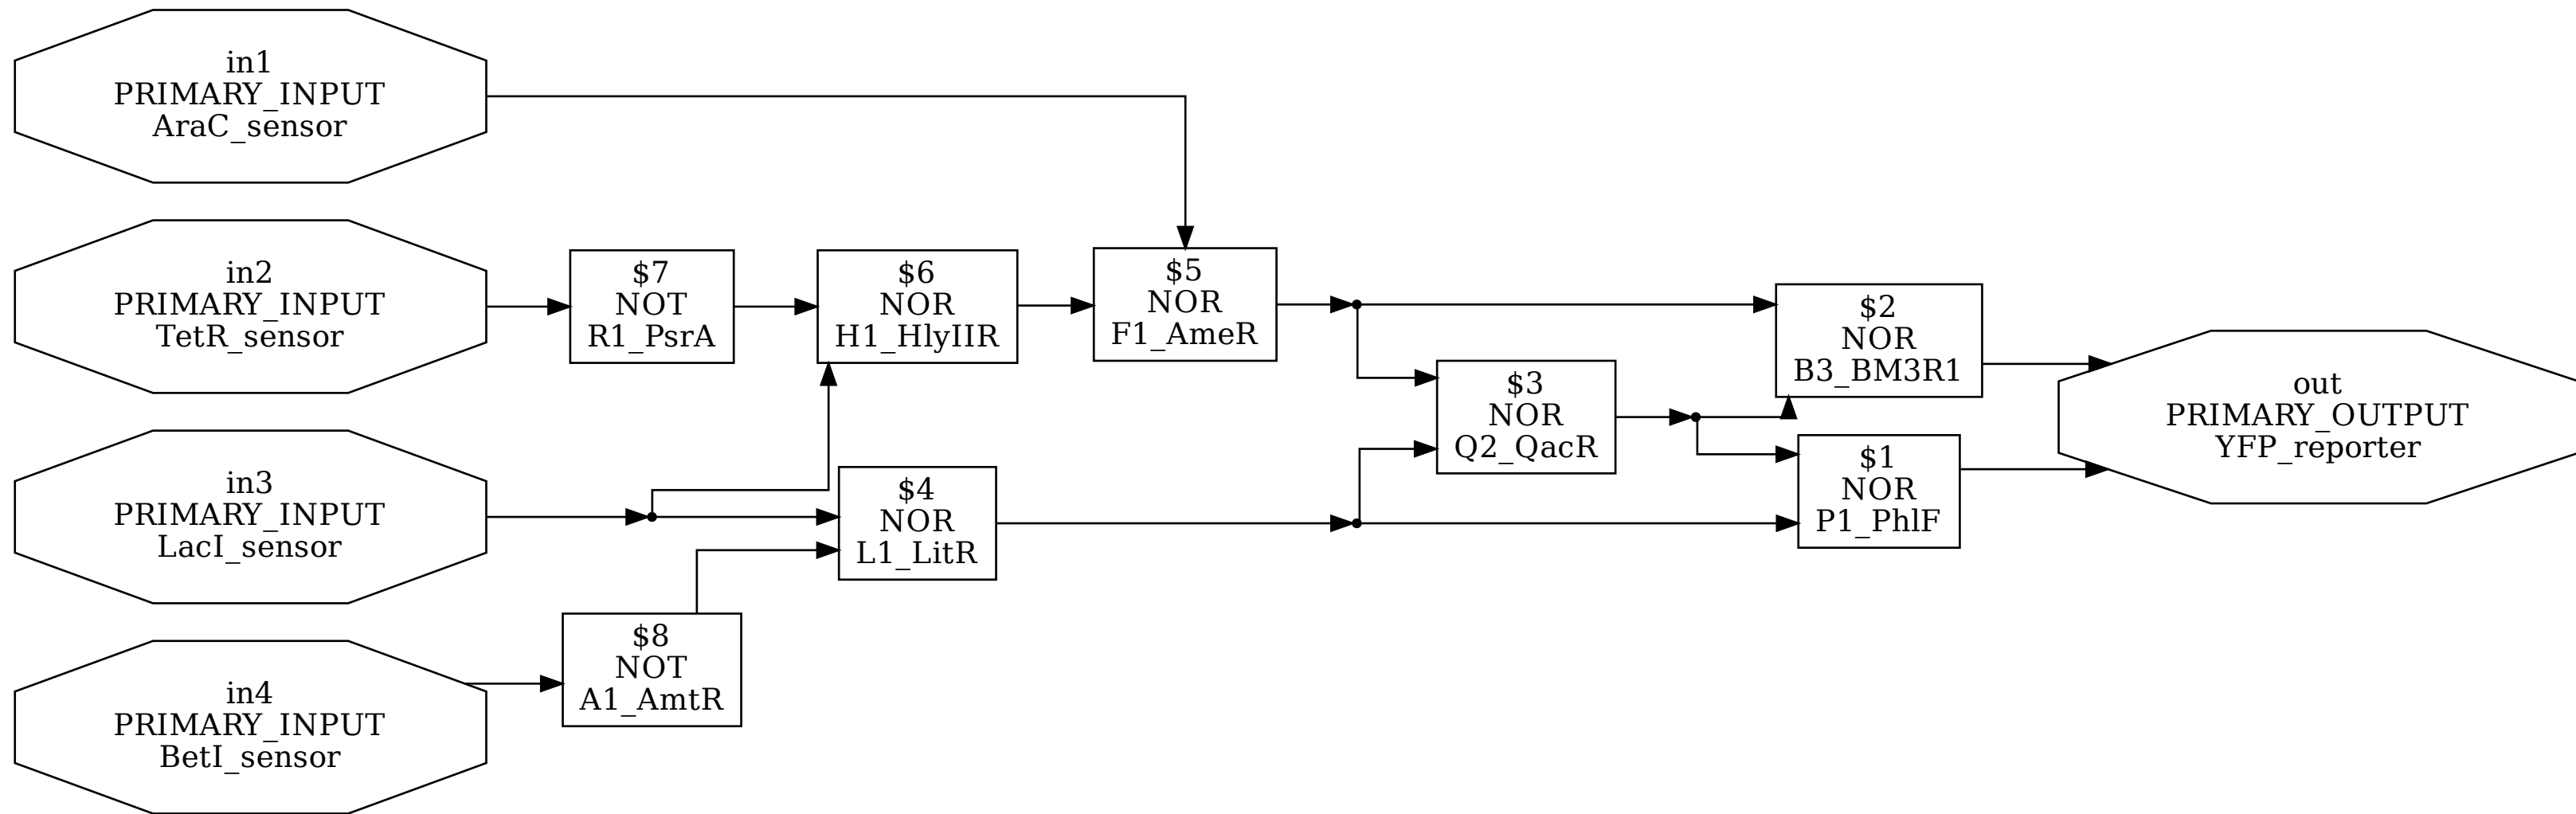 in1
PRIMARY_INPUT
AraC_sensor
in2
PRIMARY_INPUT
TetR_sensor
in3
PRIMARY_INPUT
LacI_sensor
in4
PRIMARY_INPUT
BetI_sensor
$7
NOT
R1_PsrA
$8
NOT
A1_AmtR
$6
NOR
H1_HlyIIR
$4
NOR
L1_LitR
$5
NOR
F1_AmeR
$3
NOR
Q2_QacR
$2
NOR
B3_BM3R1
$1
NOR
P1_PhlF
out
PRIMARY_OUTPUT
YFP_reporter